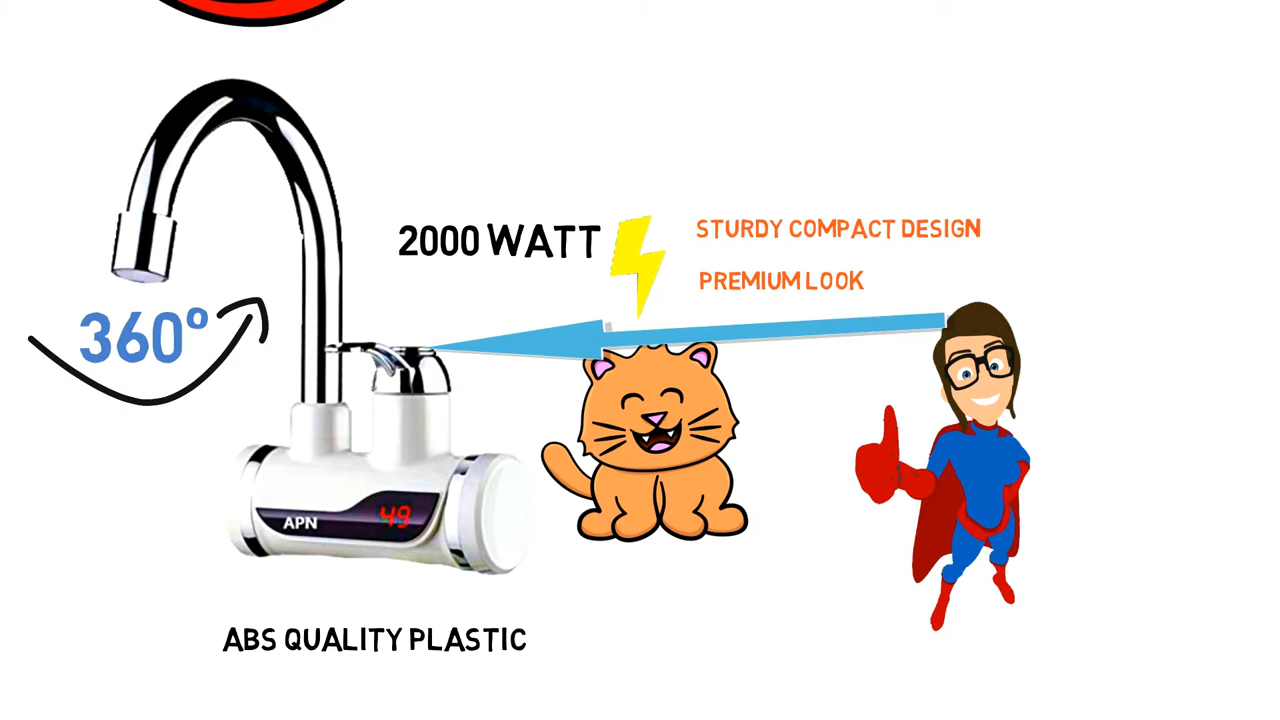 2000 WATT
STURDY COMPACT DESIGN
PREMIUM LOOK
360°
APN
49
ABS QUALITY PLASTIC